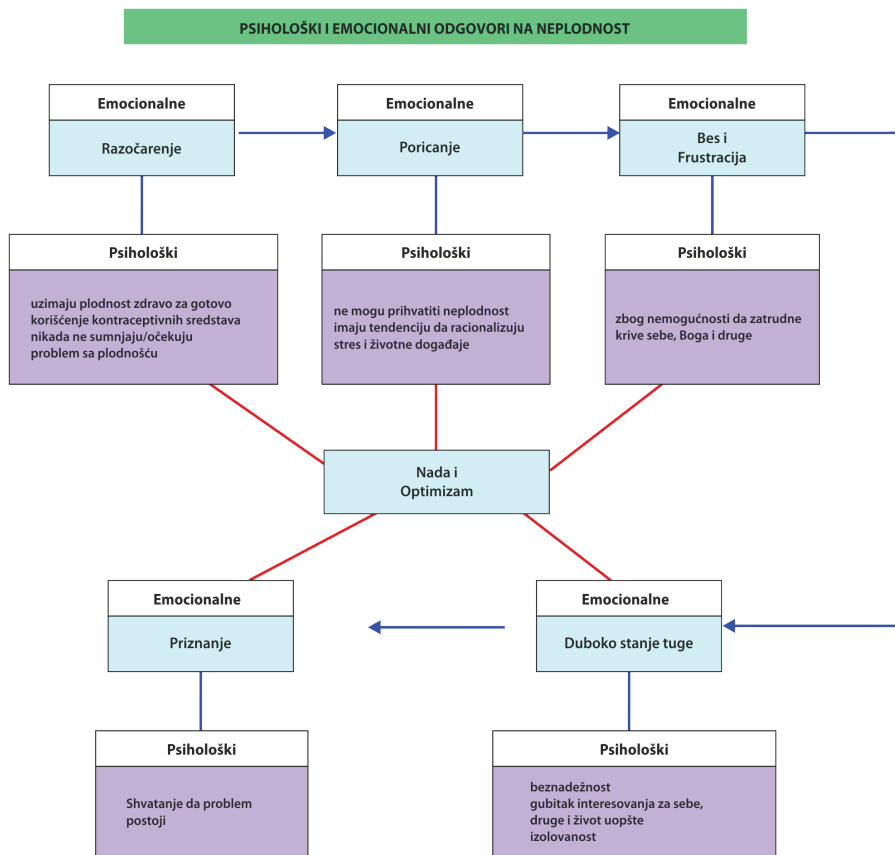 PSIHOLOŠKI I EMOCIONALNI ODGOVORI NA NEPLODNOST
Emocionalne
Razočarenje
Emocionalne
Poricanje
Emocionalne
Bes i
Frustracija
Psihološki
uzimaju plodnost zdravo za gotovo
korišćenje kontraceptivnih sredstava
nikada ne sumnjaju/očekuju
problem sa plodnošću
Psihološki
ne mogu prihvatiti neplodnost
imaju tendenciju da racionalizuju
stres i životne događaje
Psihološki
zbog nemogućnosti da zatrudne
krive sebe, Boga i druge
Nada i
Optimizam
Emocionalne
Priznanje
Emocionalne
Duboko stanje tuge
Psihološki
Shvatanje da problem
postoji
Psihološki
beznadežnost
gubitak interesovanja za sebe,
druge i život uopšte
izolovanost